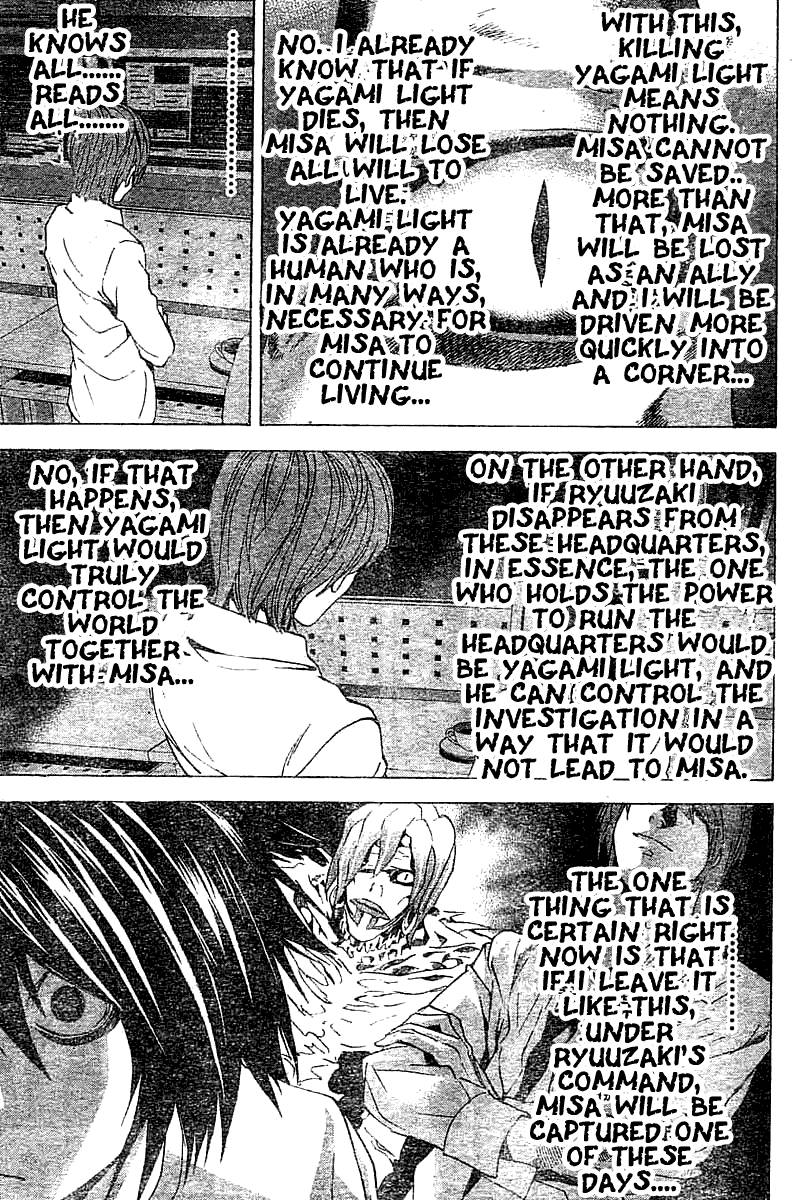 WITH THIS,
KILLING
YAGAMI LIGHT
MEANS
NOTHING.
MISA CANNOT
BE SAVED..
MORE THAN
THAT, MISA
WILL BE LOST
AS AN ALLY
AND I WILL BE
DRIVEN MORE
QUICKLY INTO
A CORNER...
NO. I ALREADY
KNOW THAT IF
YAGAMI LIGHT
DIES, THEN
MISA WILL LOSE
ALL WILL TO
LIVE.
YAGAMI LIGHT
IS ALREADY A
HUMAN WHO IS,
IN MANY WAYS,
NECESSARY FOR
MISA TO
CONTINUE
LIVING...
HE
KNOWS
ALL......
READS
ALL.......
ON THE OTHER HAND,
IF RYUUZAKI
DISAPPEARS FROM
THESE HEADQUARTERS,
IN ESSENCE, THE ONE
WHO HOLDS THE POWER
TO RUN THE
HEADQUARTERS WOULD
BE YAGAMI LIGHT, AND
HE CAN CONTROL THE
INVESTIGATION IN A
WAY THAT IT WOULD
NOT LEAD TO MISA.
NO, IF THAT
HAPPENS,
THEN YAGAMI
LIGHT WOULD
TRULY
CONTROL THE
WORLD
TOGETHER
WITH MISA...
THE ONE
THING THAT IS
CERTAIN RIGHT
NOW IS THAT
IF I LEAVE IT
LIKE THIS,
UNDER
RYUUZAKI'S
COMMAND,
MISA WILL BE
CAPTURED ONE
OF THESE
DAYS....